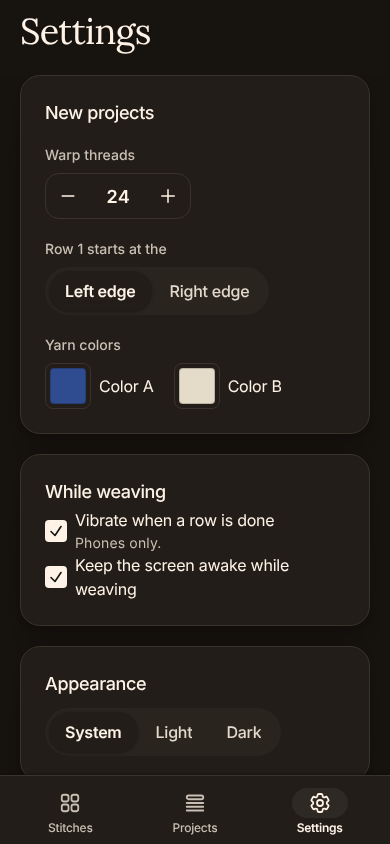 Settings
New projects
Warp threads
24
Row 1 starts at the
Left edge Right edge
Yarn colors
Color A Color B
While weaving
Vibrate when a row is done
Phones only.
Keep the screen awake while
weaving
Appearance
System Light Dark
Stitches Projects Settings